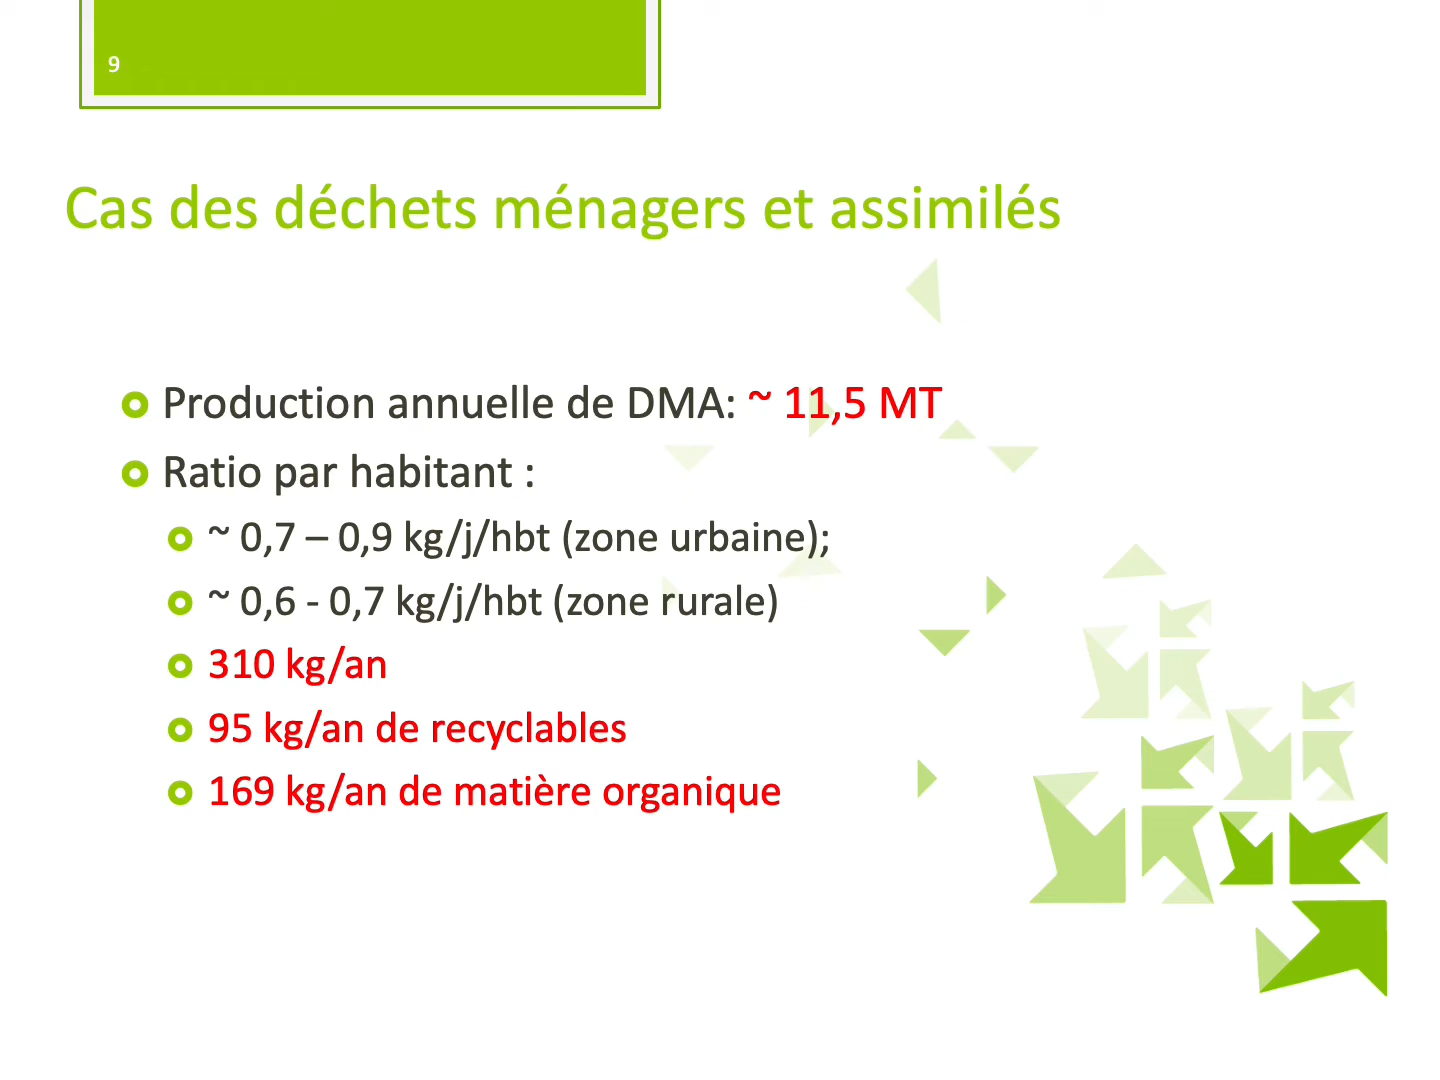 9
Cas des déchets ménagers et assimilés
Production annuelle de DMA: ~ 11,5 MT
Ratio par habitant :
~ 0,7 – 0,9 kg/j/hbt (zone urbaine);
~ 0,6 - 0,7 kg/j/hbt (zone rurale)
310 kg/an
95 kg/an de recyclables
169 kg/an de matière organique